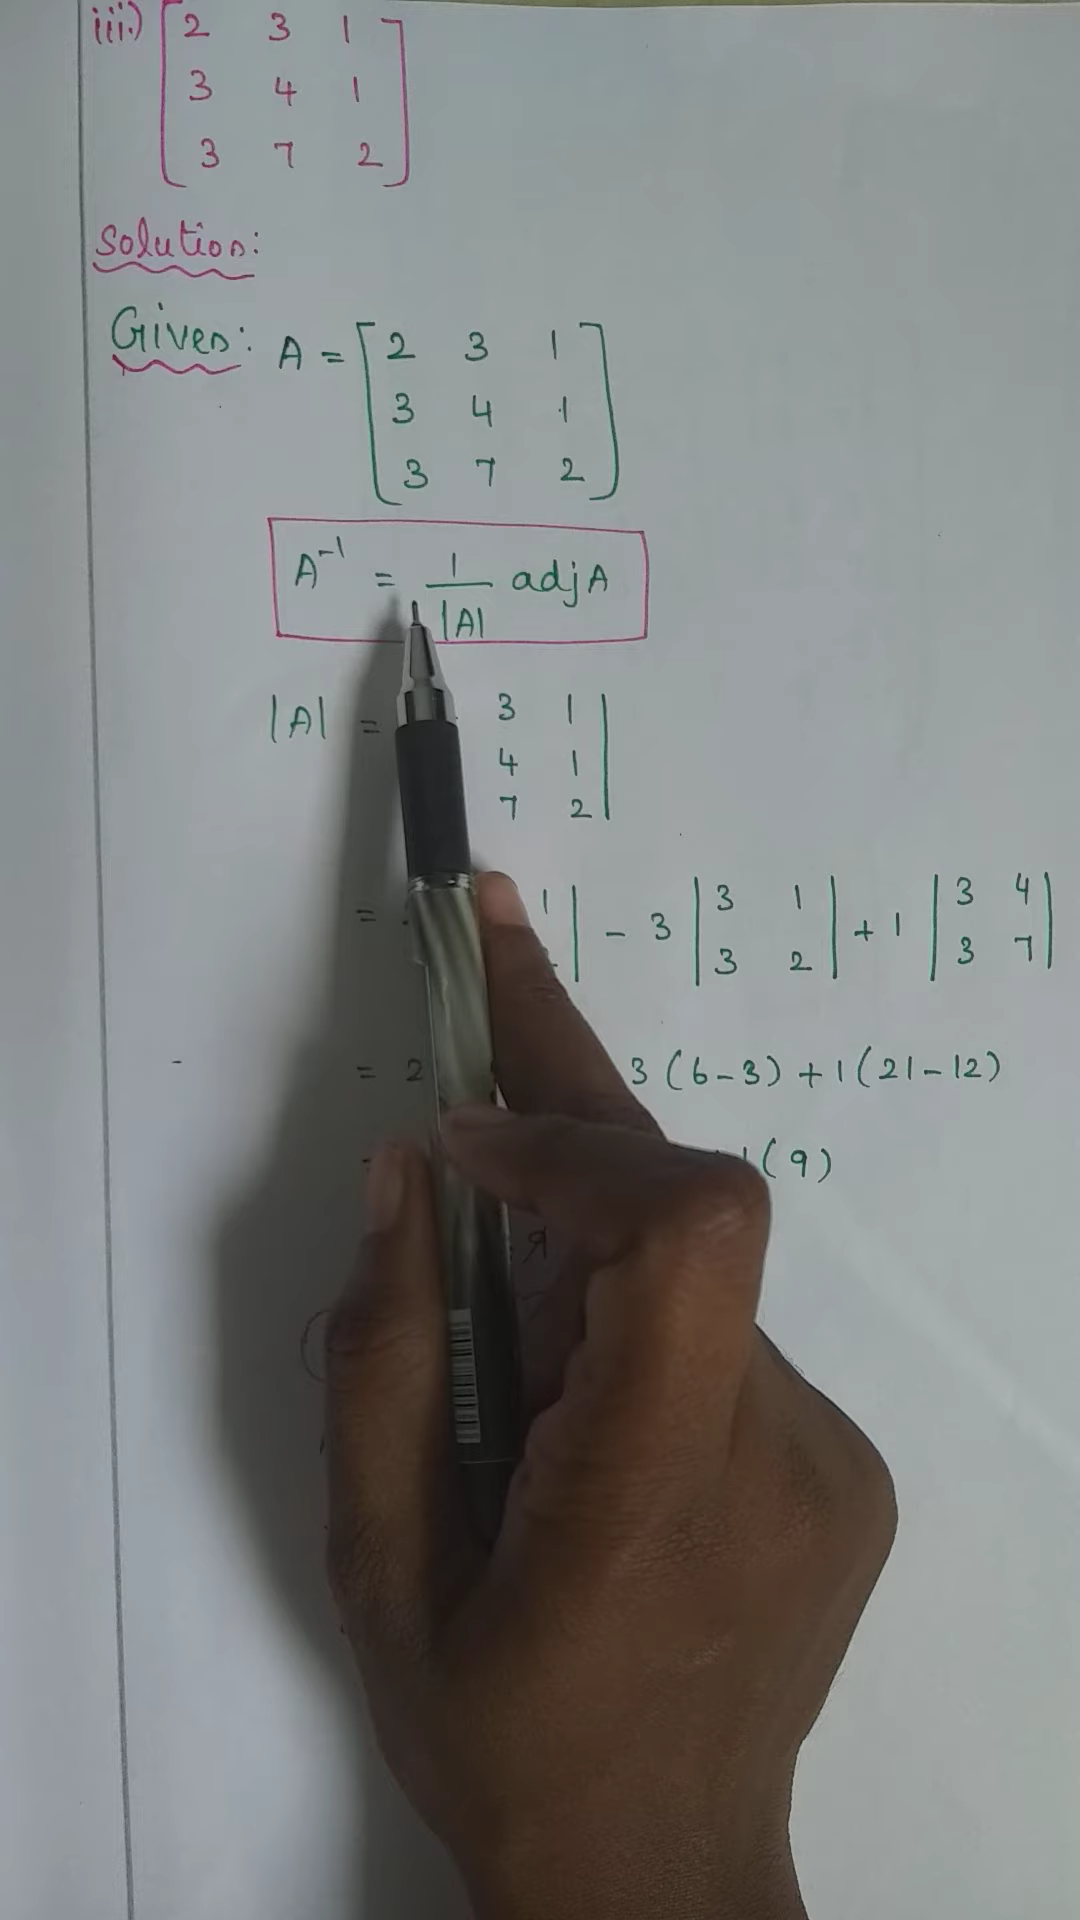 iii.) [2 3 1
3 4 1
3 7 2]
Solution:
Given: A = [2 3 1
3 4 1
3 7 2]
A⁻¹ = 1/|A| adj A
|A| = 3 1|
4 1
7 2
= 1| - 3 |3 1| + 1 |3 4|
3 2 3 7
= 2 3 (6-3) + 1 (21-12)
1(9)